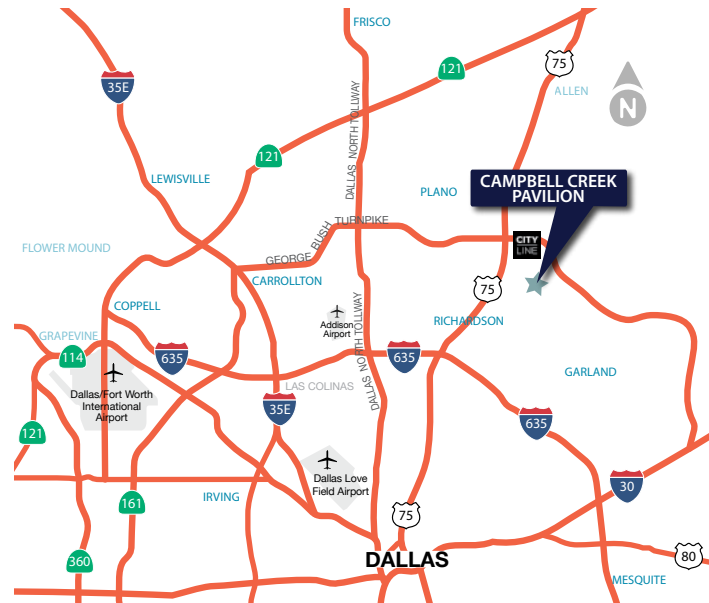 FRISCO
75
121
35E
ALLEN
N
121
DALLAS NORTH TOLLWAY
LEWISVILLE
CAMPBELL CREEK
PAVILION
PLANO
GEORGE BUSH TURNPIKE
FLOWER MOUND
CITY
LINE
CARROLLTON
75
COPPELL
Addison
Airport
RICHARDSON
GRAPEVINE
114
635
635
DALLAS NORTH TOLLWAY
GARLAND
LAS COLINAS
Dallas/Fort Worth
International
Airport
35E
635
121
Dallas Love
Field Airport
30
161
IRVING
75
80
360
DALLAS
MESQUITE